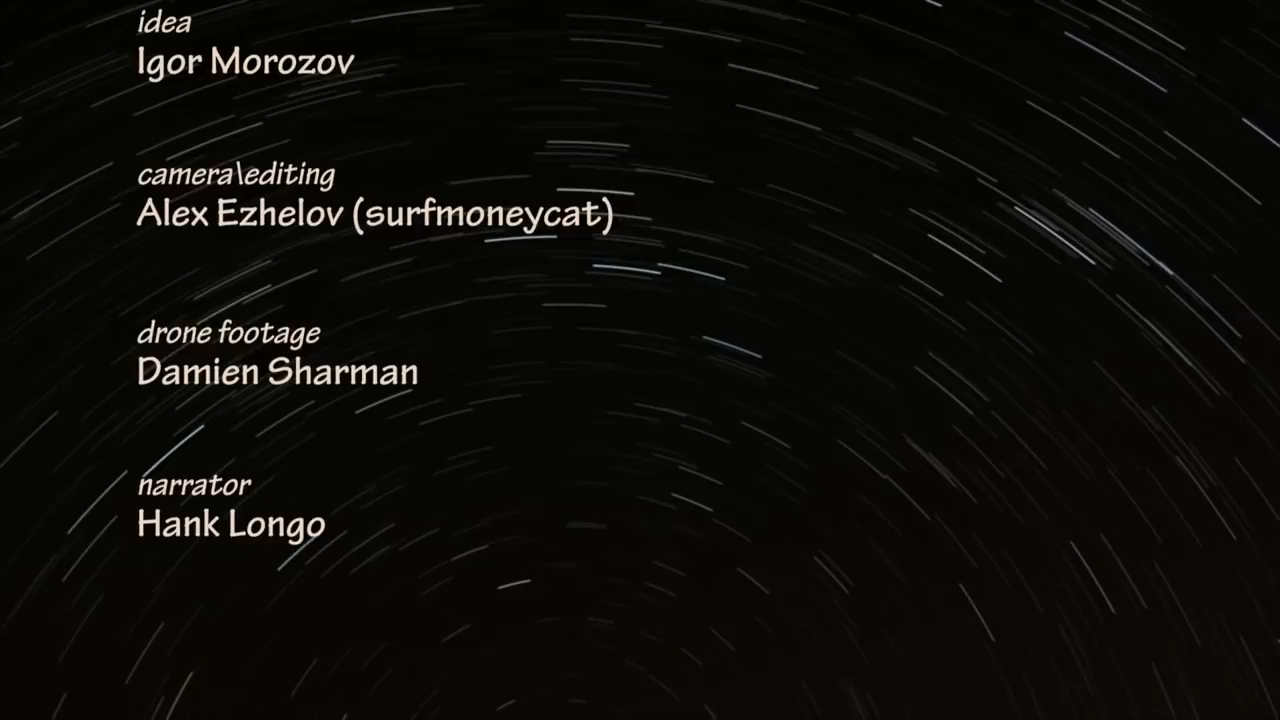 idea
Igor Morozov
camera\editing
Alex Ezhelov (surfmoneycat)
drone footage
Damien Sharman
narrator
Hank Longo